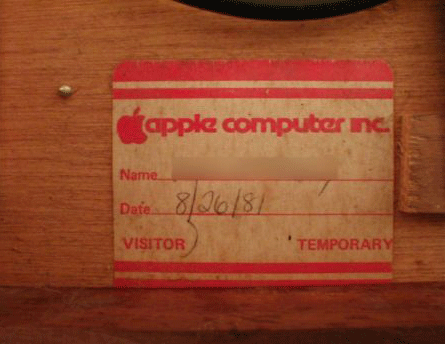 apple computer inc.
Name
Date 8/26/81
VISITOR TEMPORARY